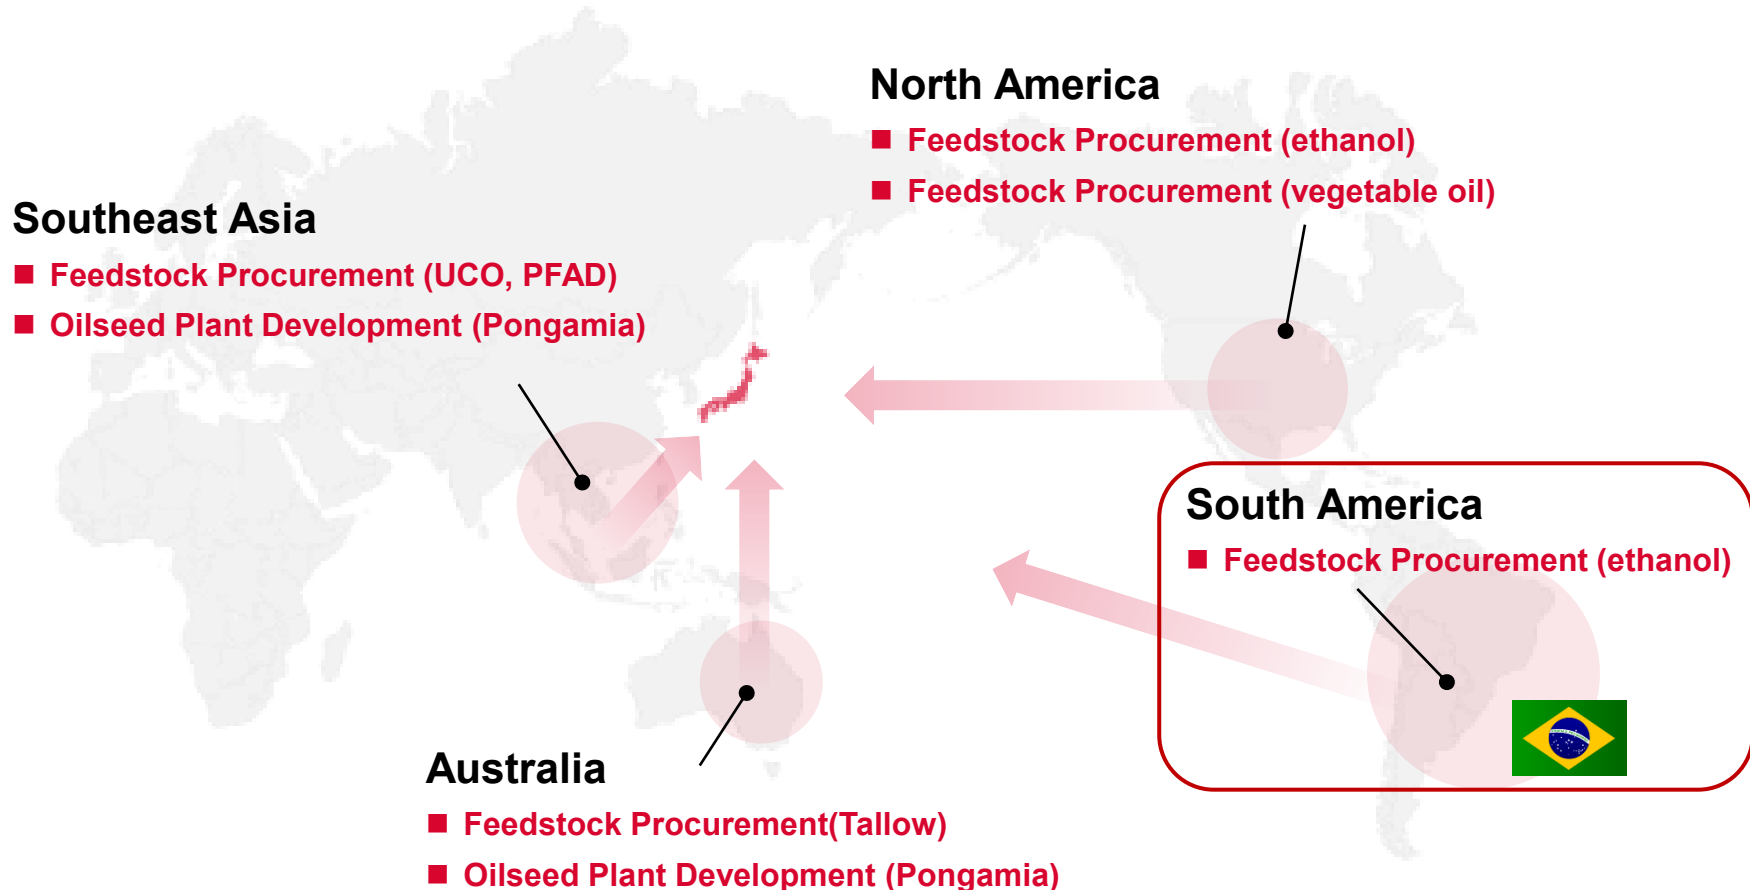 North America
Feedstock Procurement (ethanol)
Feedstock Procurement (vegetable oil)
Southeast Asia
Feedstock Procurement (UCO, PFAD)
Oilseed Plant Development (Pongamia)
South America
Feedstock Procurement (ethanol)
Australia
Feedstock Procurement(Tallow)
Oilseed Plant Development (Pongamia)